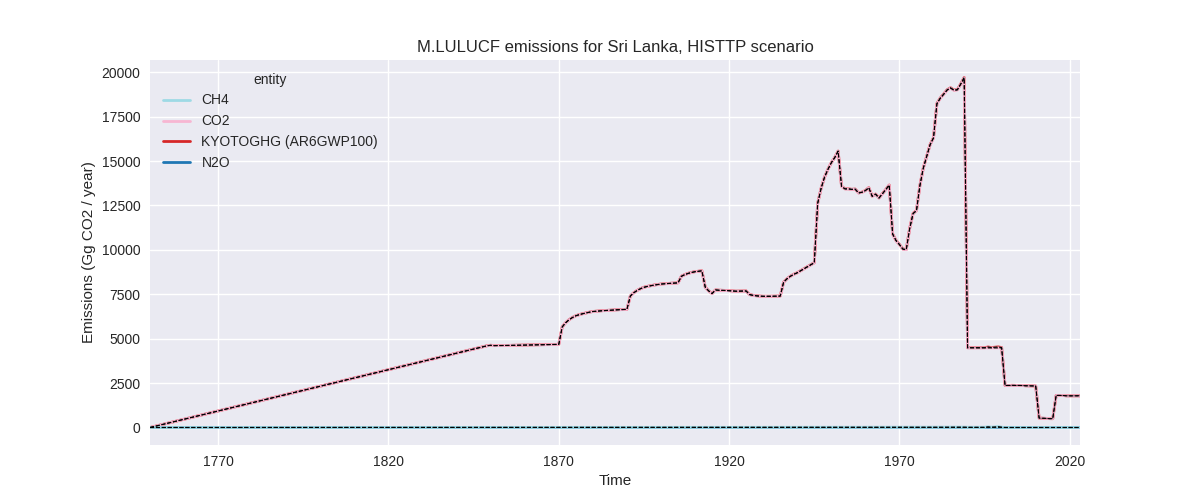 M.LULUCF emissions for Sri Lanka, HISTTP scenario
Emissions (Gg CO2 / year)
20000
17500
15000
12500
10000
7500
5000
2500
0
entity
CH4
CO2
KYOTOGHG (AR6GWP100)
N2O
1770 1820 1870 1920 1970 2020
Time